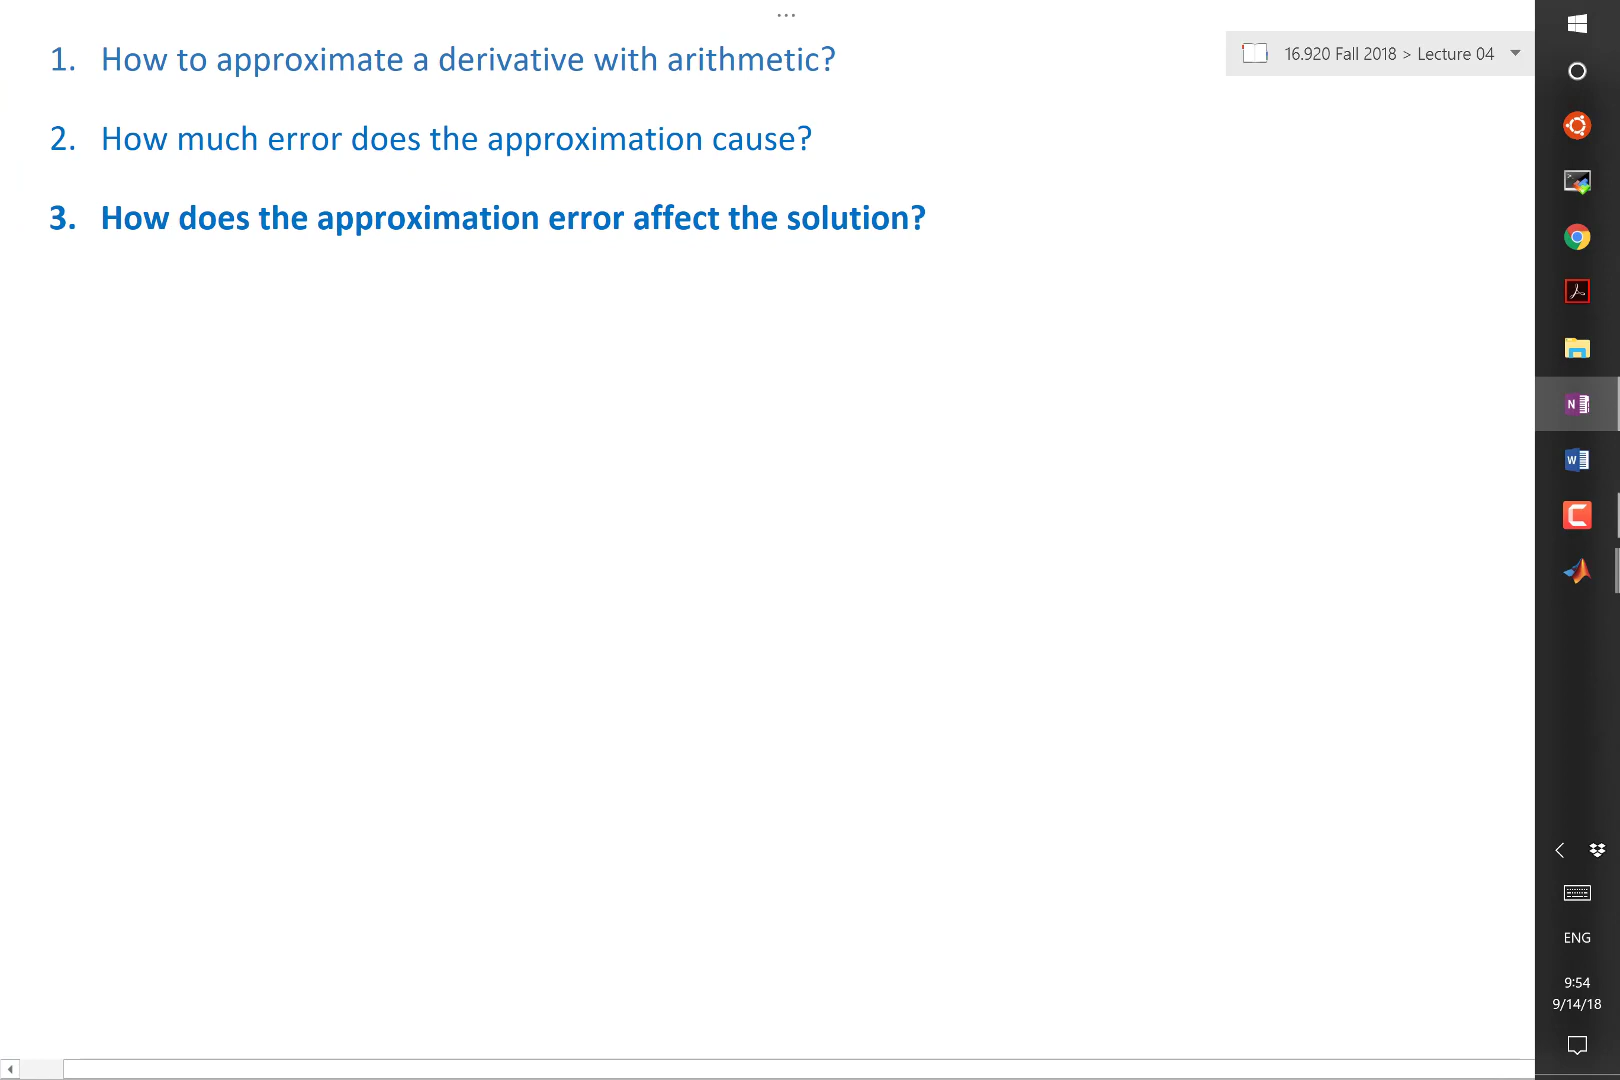 ...
1. How to approximate a derivative with arithmetic?
16.920 Fall 2018 > Lecture 04
2. How much error does the approximation cause?
3. How does the approximation error affect the solution?
N
W
ENG
9:54
9/14/18